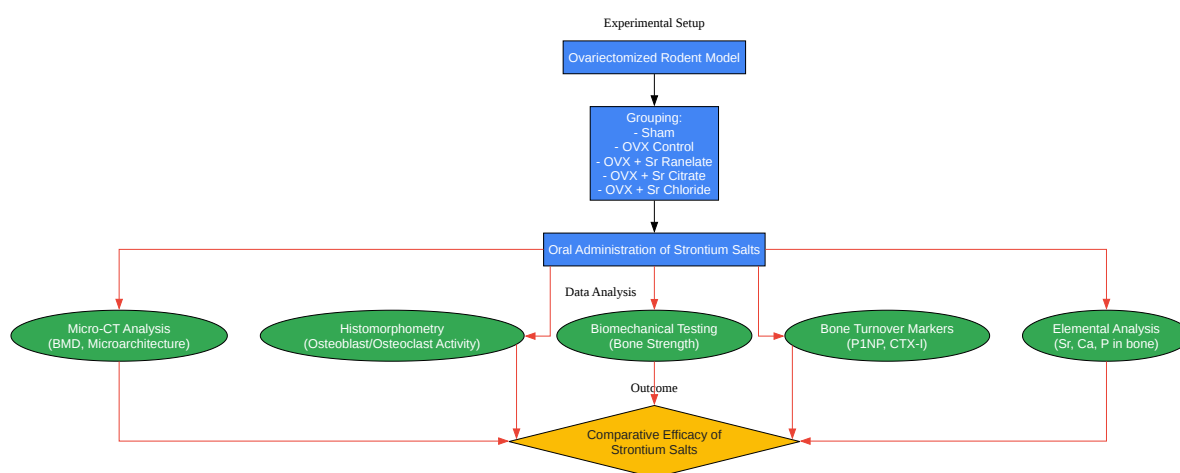 Experimental Setup
Ovariectomized Rodent Model
Grouping:
- Sham
- OVX Control
- OVX + Sr Ranelate
- OVX + Sr Citrate
- OVX + Sr Chloride
Oral Administration of Strontium Salts
Data Analysis
Micro-CT Analysis
(BMD, Microarchitecture)
Histomorphometry
(Osteoblast/Osteoclast Activity)
Biomechanical Testing
(Bone Strength)
Bone Turnover Markers
(P1NP, CTX-I)
Elemental Analysis
(Sr, Ca, P in bone)
Outcome
Comparative Efficacy of
Strontium Salts